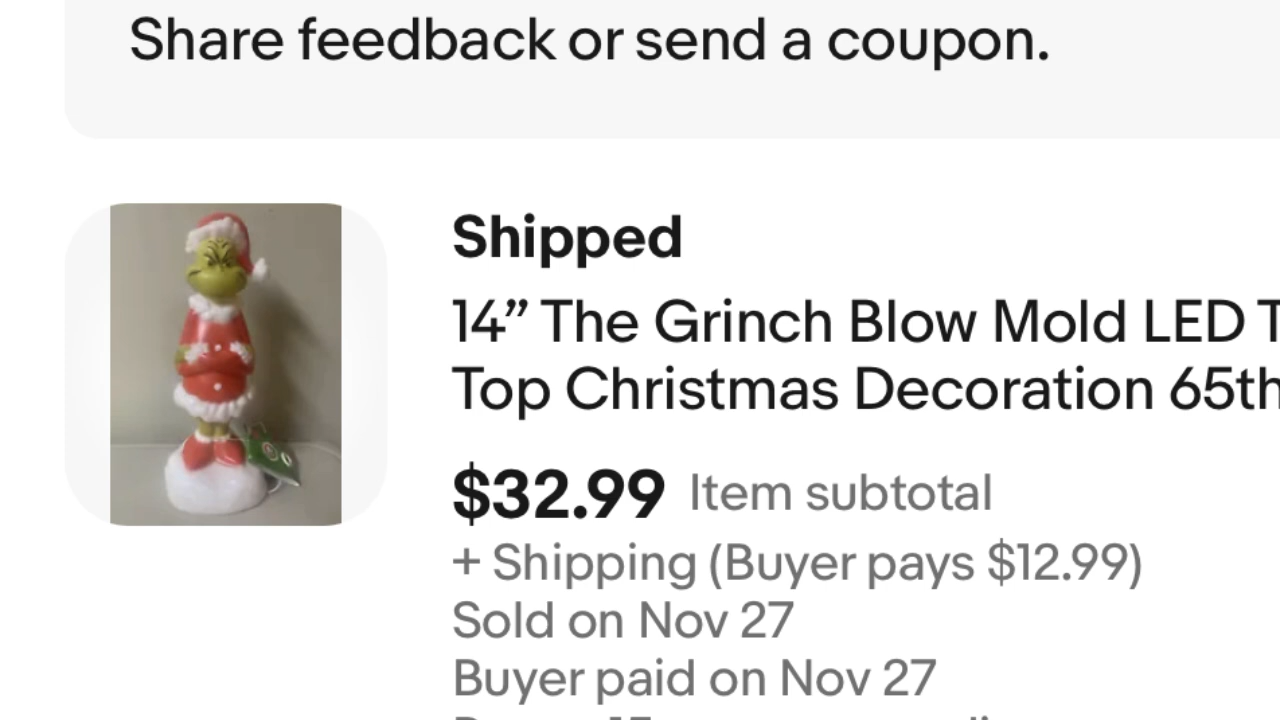 Share feedback or send a coupon.
Shipped
14” The Grinch Blow Mold LED
Top Christmas Decoration 65th
$32.99 Item subtotal
+ Shipping (Buyer pays $12.99)
Sold on Nov 27
Buyer paid on Nov 27